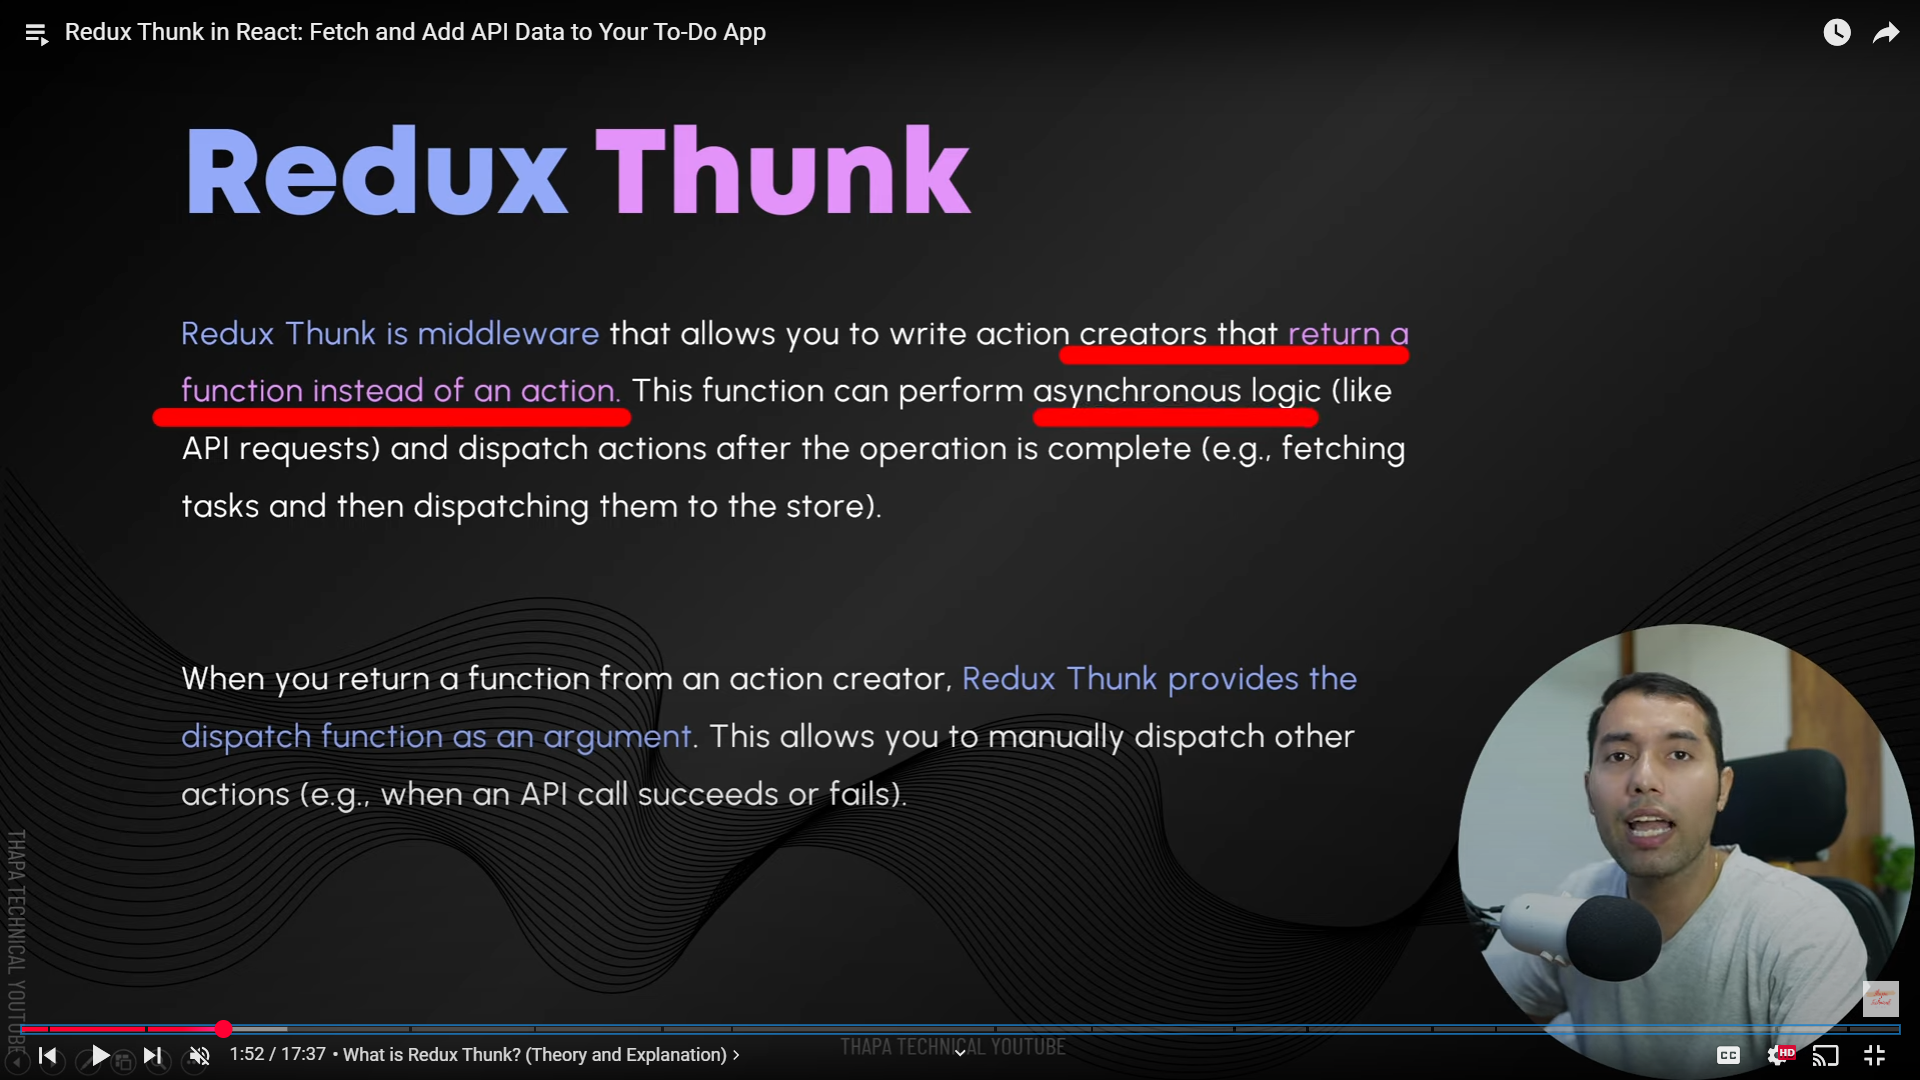 Redux Thunk in React: Fetch and Add API Data to Your To-Do App
Redux Thunk
Redux Thunk is middleware that allows you to write action creators that return a
function instead of an action. This function can perform asynchronous logic (like
API requests) and dispatch actions after the operation is complete (e.g., fetching
tasks and then dispatching them to the store).
When you return a function from an action creator, Redux Thunk provides the
dispatch function as an argument. This allows you to manually dispatch other
actions (e.g., when an API call succeeds or fails).
THAPA TECHNICAL YOUTUBE
THAPA TECHNICAL YOUTUBE
1:52 / 17:37 • What is Redux Thunk? (Theory and Explanation) ›
CC
HD